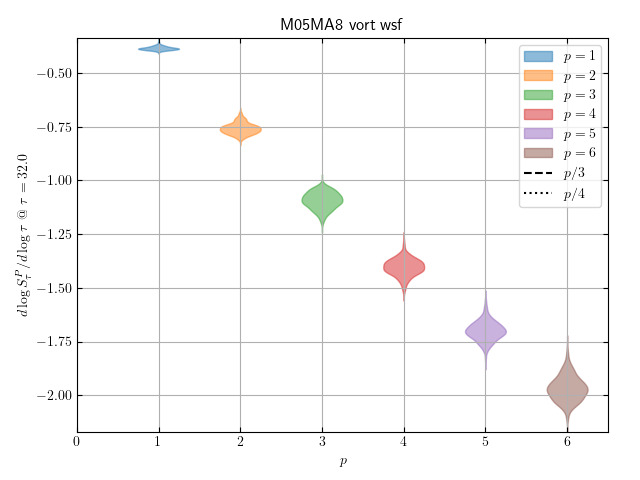 M05MA8 vort wsf
d log S_τ^P / d log τ @ τ = 32.0
−0.50
−0.75
−1.00
−1.25
−1.50
−1.75
−2.00
0 1 2 3 4 5 6
p
p = 1
p = 2
p = 3
p = 4
p = 5
p = 6
p/3
p/4